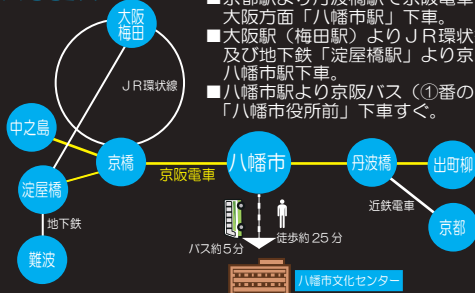 ■京都駅より丹波橋駅で京阪電車
大阪方面「八幡市駅」下車。
■大阪駅（梅田駅）よりＪＲ環状
及び地下鉄「淀屋橋駅」より京
八幡市駅下車。
■八幡市駅より京阪バス（①番の
「八幡市役所前」下車すぐ。
大阪
梅田
ＪＲ環状線
中之島
京橋
京阪電車
八幡市
丹波橋
出町柳
淀屋橋
地下鉄
難波
近鉄電車
京都
バス約5分
徒歩約 25 分
八幡市文化センター